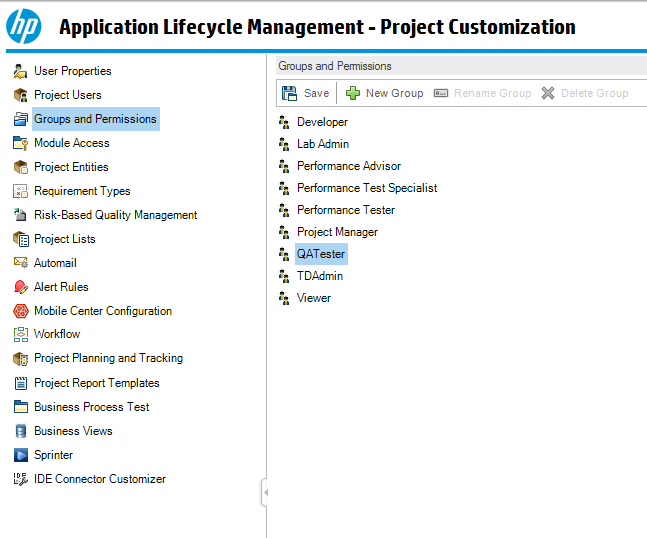 hp
Application Lifecycle Management - Project Customization
User Properties
Project Users
Groups and Permissions
Module Access
Project Entities
Requirement Types
Risk-Based Quality Management
Project Lists
Automail
Alert Rules
Mobile Center Configuration
Workflow
Project Planning and Tracking
Project Report Templates
Business Process Test
Business Views
Sprinter
IDE Connector Customizer
Groups and Permissions
Save New Group Rename Group Delete Group
Developer
Lab Admin
Performance Advisor
Performance Test Specialist
Performance Tester
Project Manager
QATester
TDAdmin
Viewer